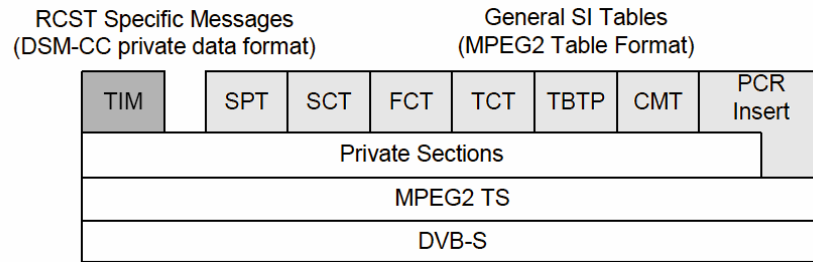 RCST Specific Messages
(DSM-CC private data format)
General SI Tables
(MPEG2 Table Format)
TIM
SPT
SCT
FCT
TCT
TBTP
CMT
PCR
Insert
Private Sections
MPEG2 TS
DVB-S